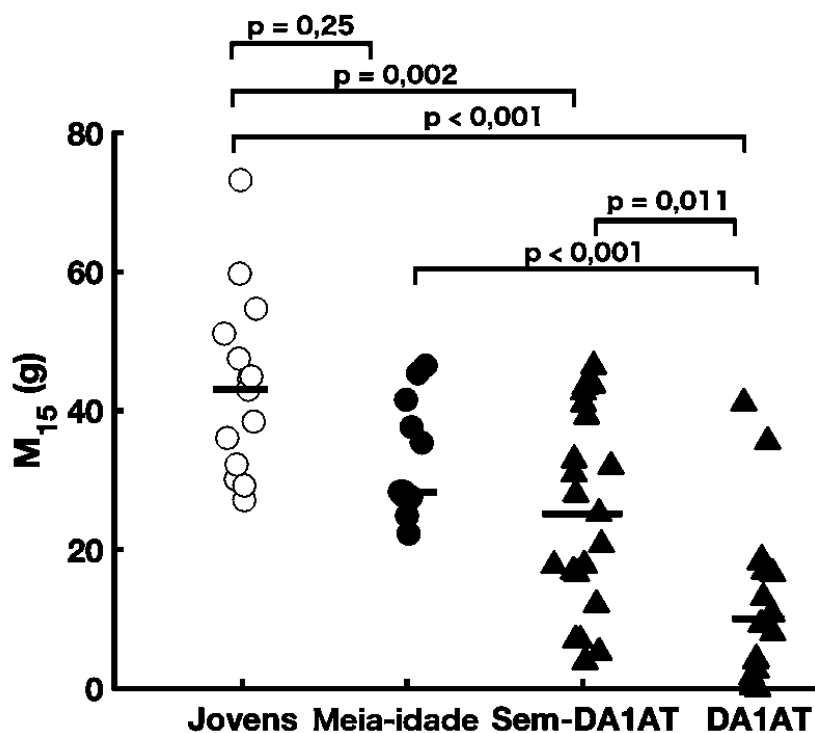 p = 0,25
p = 0,002
p < 0,001
p = 0,011
p < 0,001
80
60
40
20
0
M15 (g)
Jovens Meia-idade Sem-DA1AT DA1AT